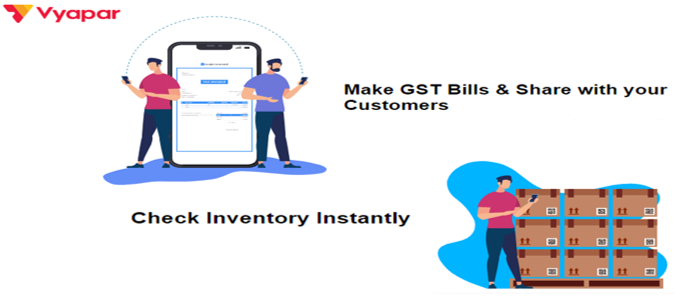 Vyapar
Make GST Bills & Share with your
Customers
Check Inventory Instantly